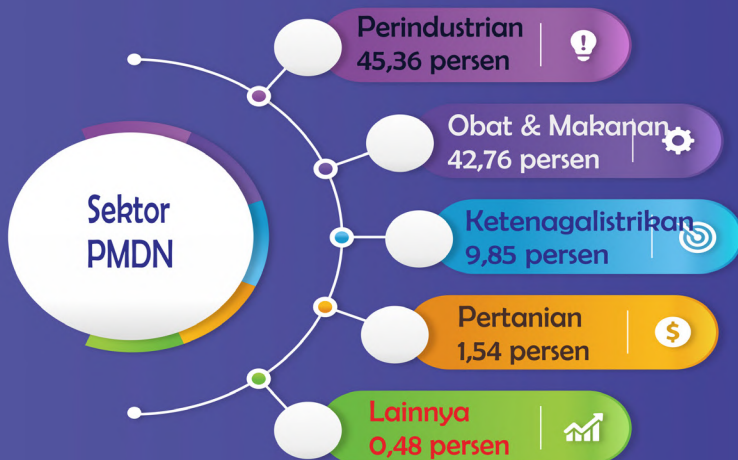 Sektor
PMDN
Perindustrian
45,36 persen
Obat & Makanan
42,76 persen
Ketenagalistrikan
9,85 persen
Pertanian
1,54 persen
Lainnya
0,48 persen